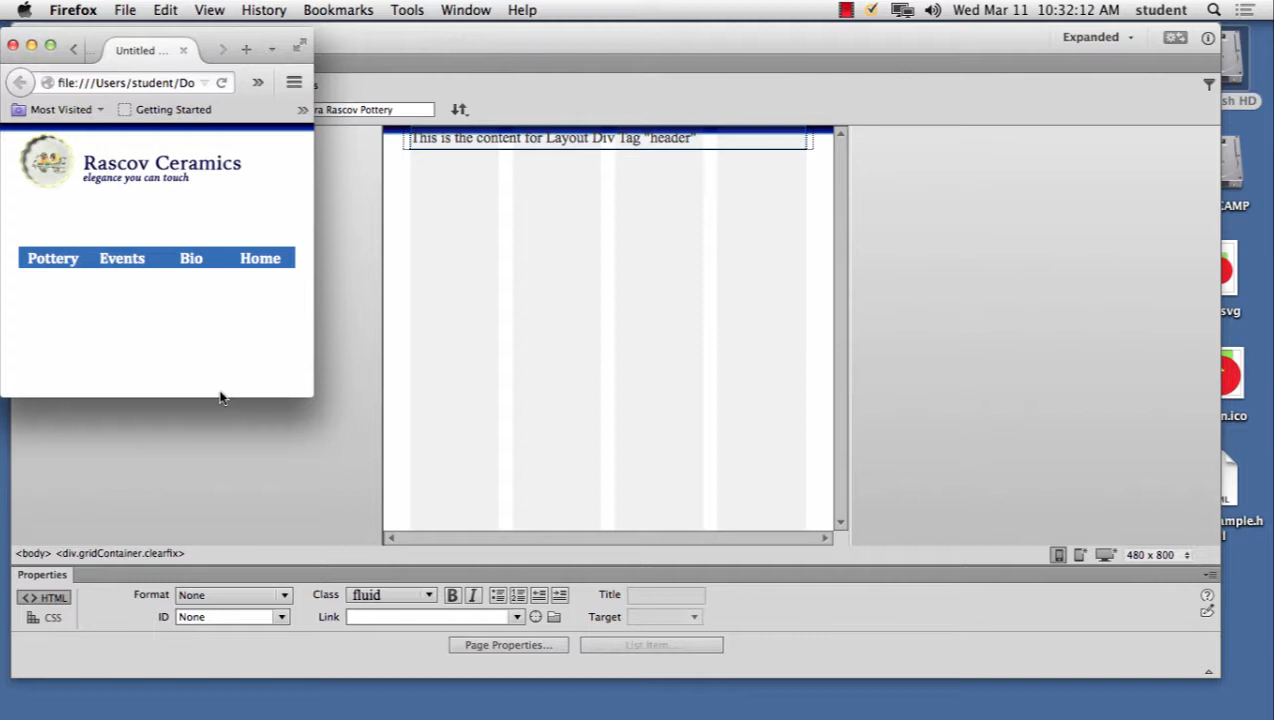 Firefox File Edit View History Bookmarks Tools Window Help Wed Mar 11 10:32:12 AM student
Untitled ...
Expanded
file:///Users/student/Do
Most Visited Getting Started
ra Rascov Pottery
sh HD
This is the content for Layout Div Tag "header"
Rascov Ceramics
elegance you can touch
CAMP
Pottery Events Bio Home
svg
n.ico
ample.h
l
<body> <div.gridContainer.clearfix>
480 x 800
Properties
<> HTML Format None Class fluid B I Title
CSS ID None Link Target
Page Properties... List Item...